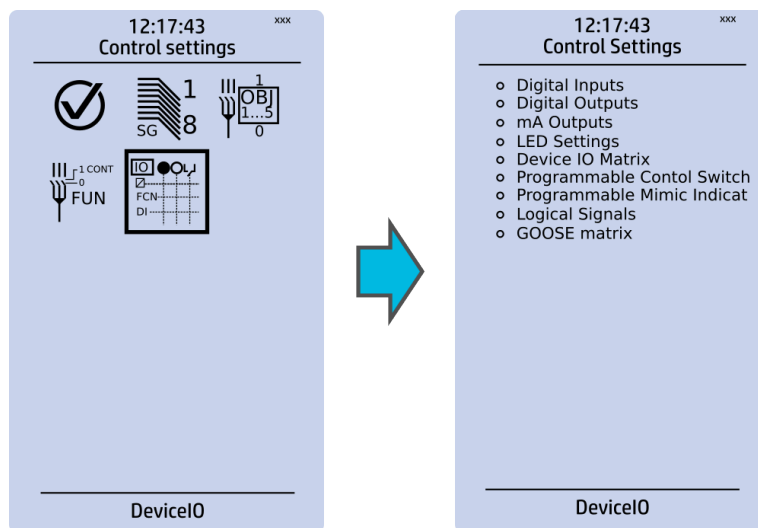 12:17:43
xxx
Control settings
1
SG 8
1
OBJ
1...5
0
1 CONT
0
FUN
IO
FCN
DI
DeviceIO
12:17:43
xxx
Control Settings
Digital Inputs
Digital Outputs
mA Outputs
LED Settings
Device IO Matrix
Programmable Contol Switch
Programmable Mimic Indicat
Logical Signals
GOOSE matrix
DeviceIO